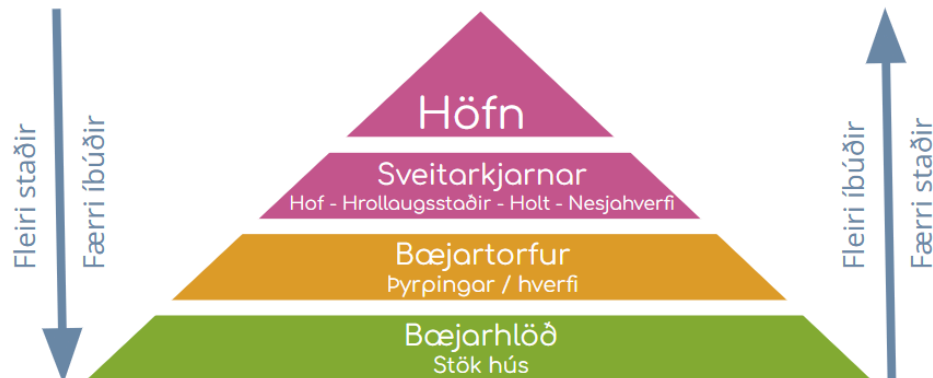 Fleiri staðir
Færri íbúðir
Höfn
Sveitarkjarnar
Hof - Hrollaugsstaðir - Holt - Nesjahverfi
Bæjartorfur
Þyrpingar / hverfi
Bæjarhlöð
Stök hús
Fleiri íbúðir
Færri staðir